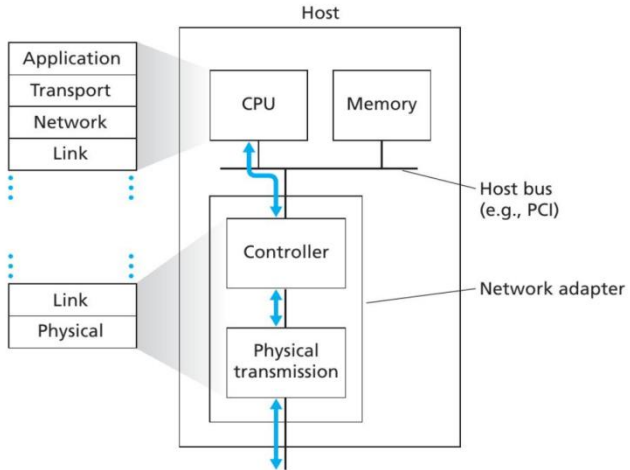 Host
Application
Transport
Network
Link
CPU
Memory
Host bus
(e.g., PCI)
Controller
Network adapter
Link
Physical
Physical
transmission